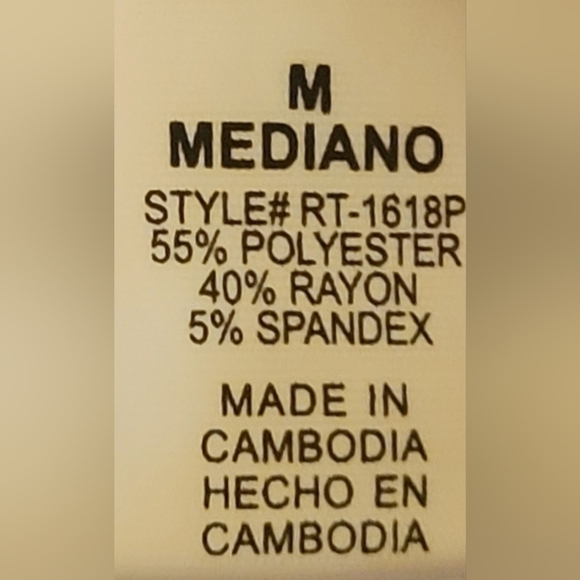 M
MEDIANO
STYLE# RT-1618P
55% POLYESTER
40% RAYON
5% SPANDEX
MADE IN
CAMBODIA
HECHO EN
CAMBODIA